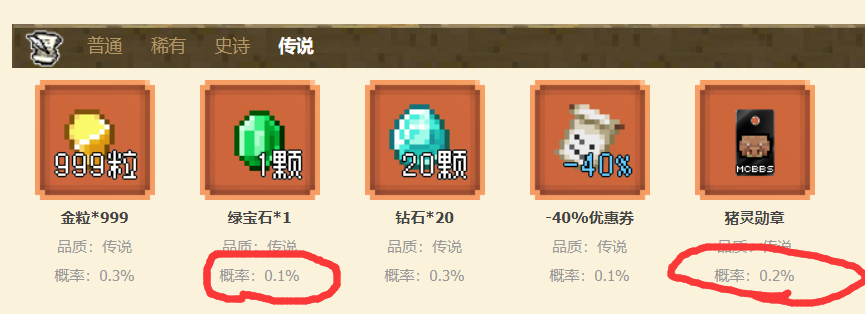 普通 稀有 史诗 传说
999粒 1颗 20颗 -40% MCBBS
金粒*999 绿宝石*1 钻石*20 -40%优惠券 猪灵勋章
品质：传说 品质：传说 品质：传说 品质：传说 品质：传说
概率：0.3% 概率：0.1% 概率：0.3% 概率：0.1% 概率：0.2%